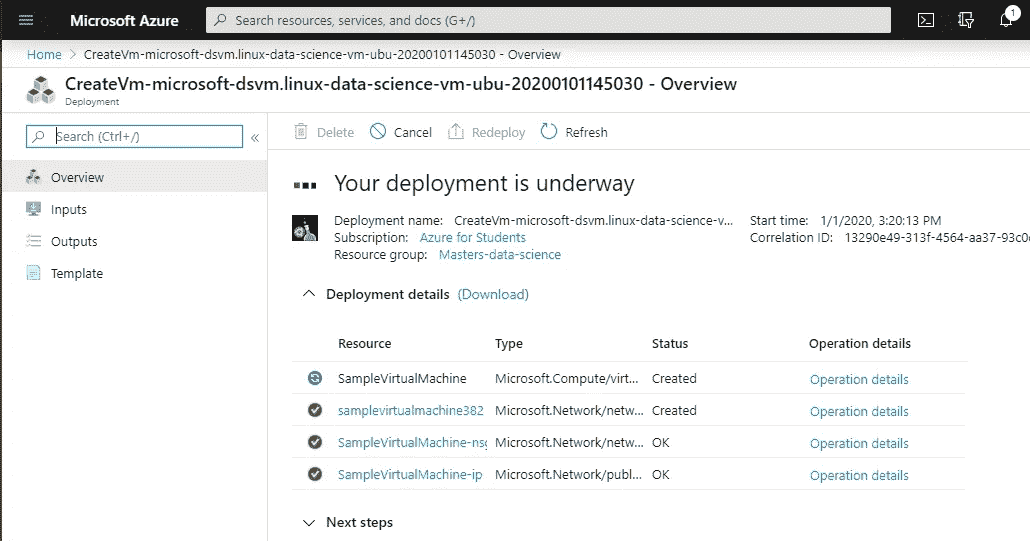 Microsoft Azure
Search resources, services, and docs (G+/)
1
Home > CreateVm-microsoft-dsvm.linux-data-science-vm-ubu-20200101145030 - Overview
CreateVm-microsoft-dsvm.linux-data-science-vm-ubu-20200101145030 - Overview
Deployment
Search (Ctrl+/)
«
Delete Cancel Redeploy Refresh
Overview
Inputs
Outputs
Template
Your deployment is underway
Deployment name: CreateVm-microsoft-dsvm.linux-data-science-v... Start time: 1/1/2020, 3:20:13 PM
Subscription: Azure for Students Correlation ID: 13290e49-313f-4564-aa37-93c0
Resource group: Masters-data-science
Deployment details (Download)
Resource Type Status Operation details
SampleVirtualMachine Microsoft.Compute/virt... Created Operation details
samplevirtualmachine382 Microsoft.Network/netw... Created Operation details
SampleVirtualMachine-nsg Microsoft.Network/netw... OK Operation details
SampleVirtualMachine-ip Microsoft.Network/publ... OK Operation details
Next steps